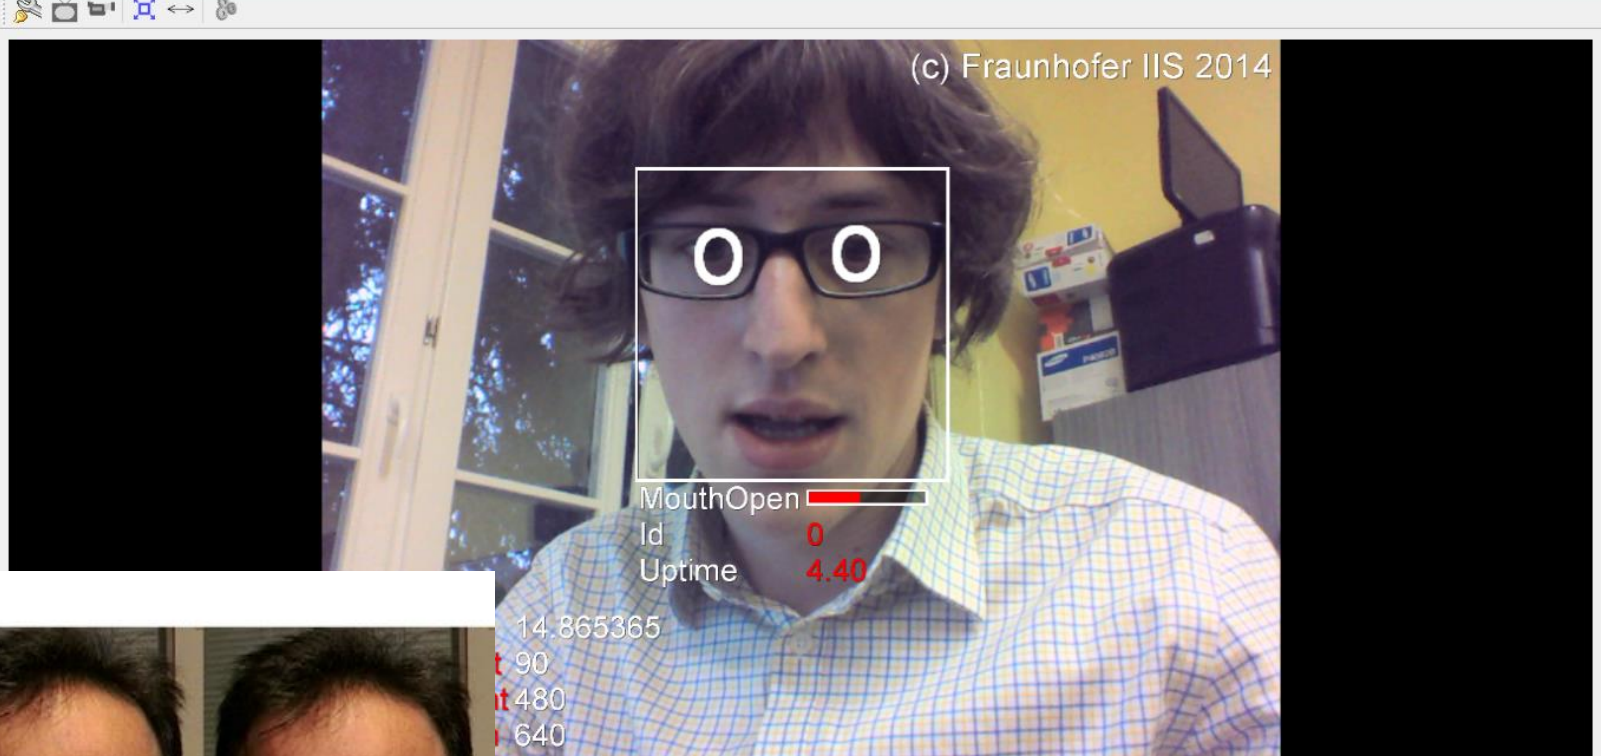 (c) Fraunhofer IIS 2014
MouthOpen
Id 0
Uptime 4.40
14.865365
t 90
t 480
640